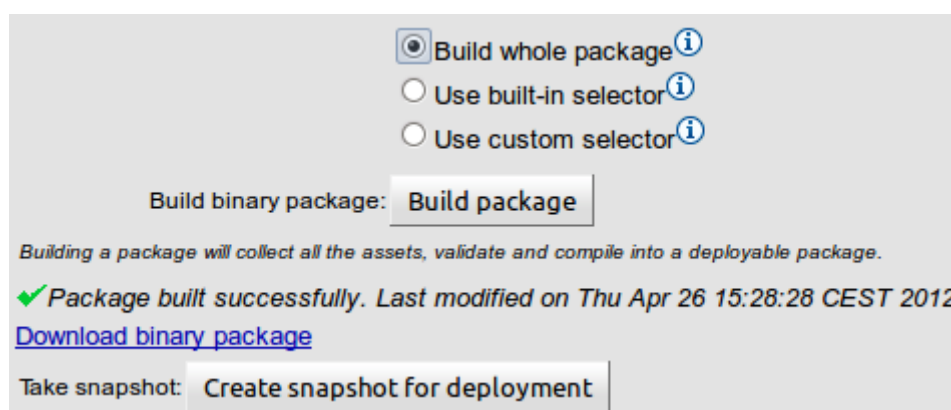 Build whole package
Use built-in selector
Use custom selector
Build binary package: Build package
Building a package will collect all the assets, validate and compile into a deployable package.
Package built successfully. Last modified on Thu Apr 26 15:28:28 CEST 2012
Download binary package
Take snapshot: Create snapshot for deployment